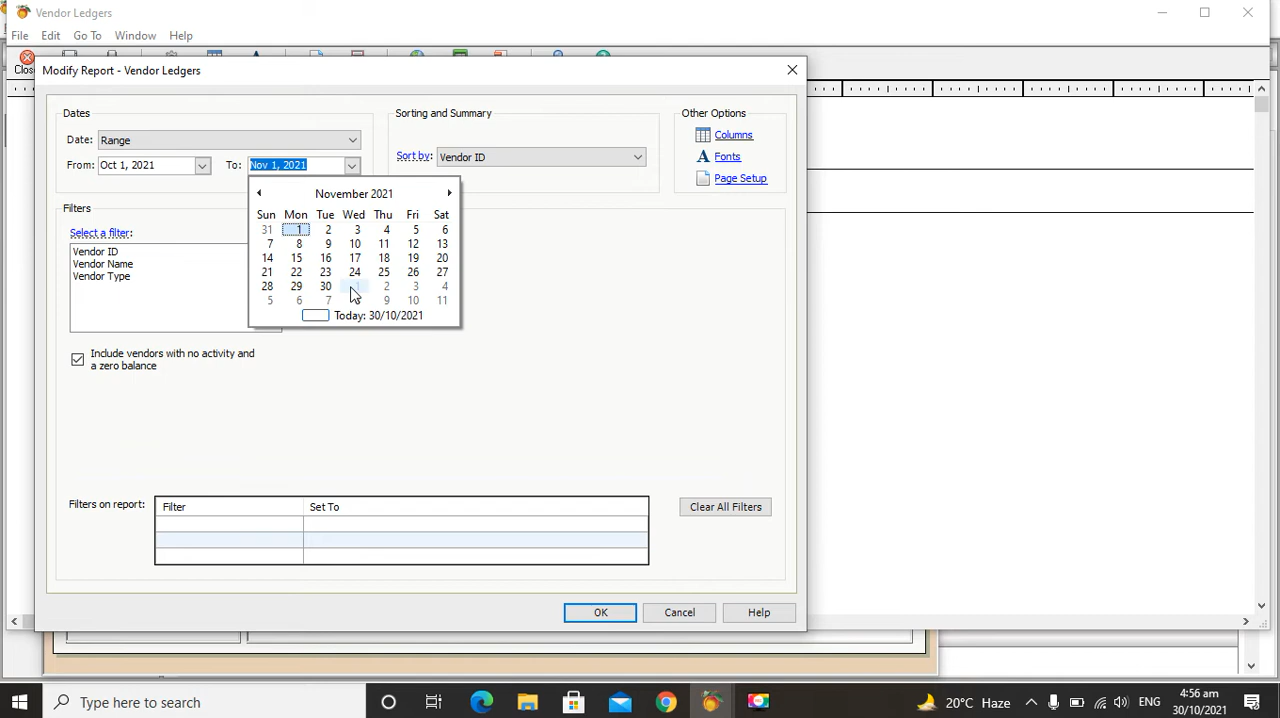 Vendor Ledgers
File Edit Go To Window Help
Modify Report - Vendor Ledgers
Dates
Date: Range
From: Oct 1, 2021 To: Nov 1, 2021
Sorting and Summary
Sort by: Vendor ID
Other Options
Columns
Fonts
Page Setup
November 2021
Sun Mon Tue Wed Thu Fri Sat
31 1 2 3 4 5 6
7 8 9 10 11 12 13
14 15 16 17 18 19 20
21 22 23 24 25 26 27
28 29 30 1 2 3 4
5 6 7 8 9 10 11
Today: 30/10/2021
Filters
Select a filter:
Vendor ID
Vendor Name
Vendor Type
Include vendors with no activity and
a zero balance
Filters on report:
Filter Set To
Clear All Filters
OK Cancel Help
Type here to search
20°C Haze
ENG
4:56 am
30/10/2021